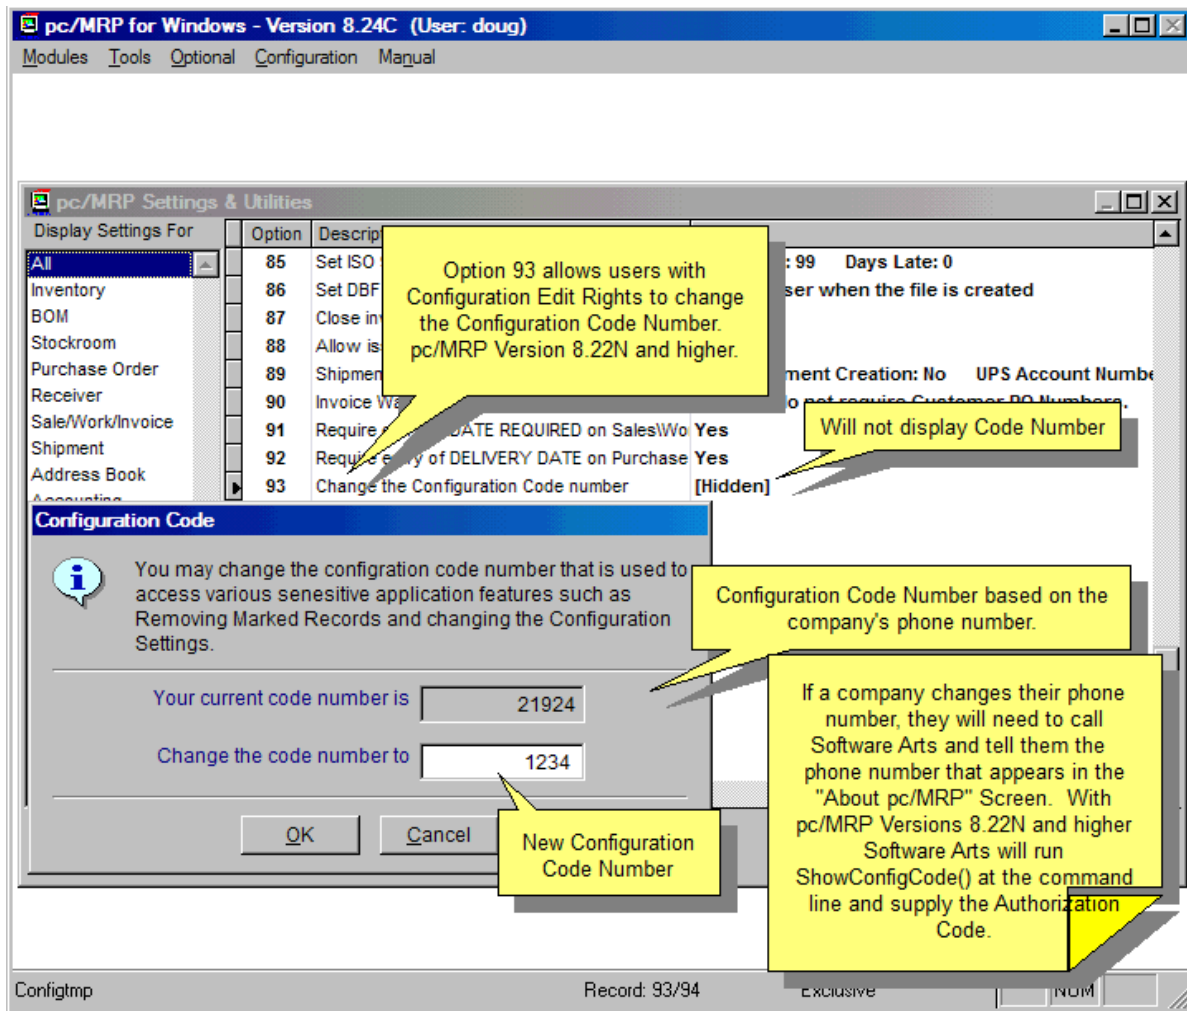 pc/MRP for Windows - Version 8.24C (User: doug)
Modules Tools Optional Configuration Manual
pc/MRP Settings & Utilities
Display Settings For
All
Inventory
BOM
Stockroom
Purchase Order
Receiver
Sale/Work/Invoice
Shipment
Address Book
Accounting
Option Descrip
85 Set ISO : 99 Days Late: 0
86 Set DBF ser when the file is created
87 Close in
88 Allow is
89 Shipmen ment Creation: No UPS Account Numbe
90 Invoice Wa o not require Customer PO Numbers.
91 Require e DATE REQUIRED on Sales\Wo Yes
92 Require entry of DELIVERY DATE on Purchase Yes
93 Change the Configuration Code number [Hidden]
Option 93 allows users with
Configuration Edit Rights to change
the Configuration Code Number.
pc/MRP Version 8.22N and higher.
Will not display Code Number
Configuration Code
You may change the configration code number that is used to
access various senesitive application features such as
Removing Marked Records and changing the Configuration
Settings.
Your current code number is 21924
Change the code number to 1234
OK Cancel
Configuration Code Number based on the
company's phone number.
New Configuration
Code Number
If a company changes their phone
number, they will need to call
Software Arts and tell them the
phone number that appears in the
"About pc/MRP" Screen. With
pc/MRP Versions 8.22N and higher
Software Arts will run
ShowConfigCode() at the command
line and supply the Authorization
Code.
Configtmp Record: 93/94 Exclusive NUM